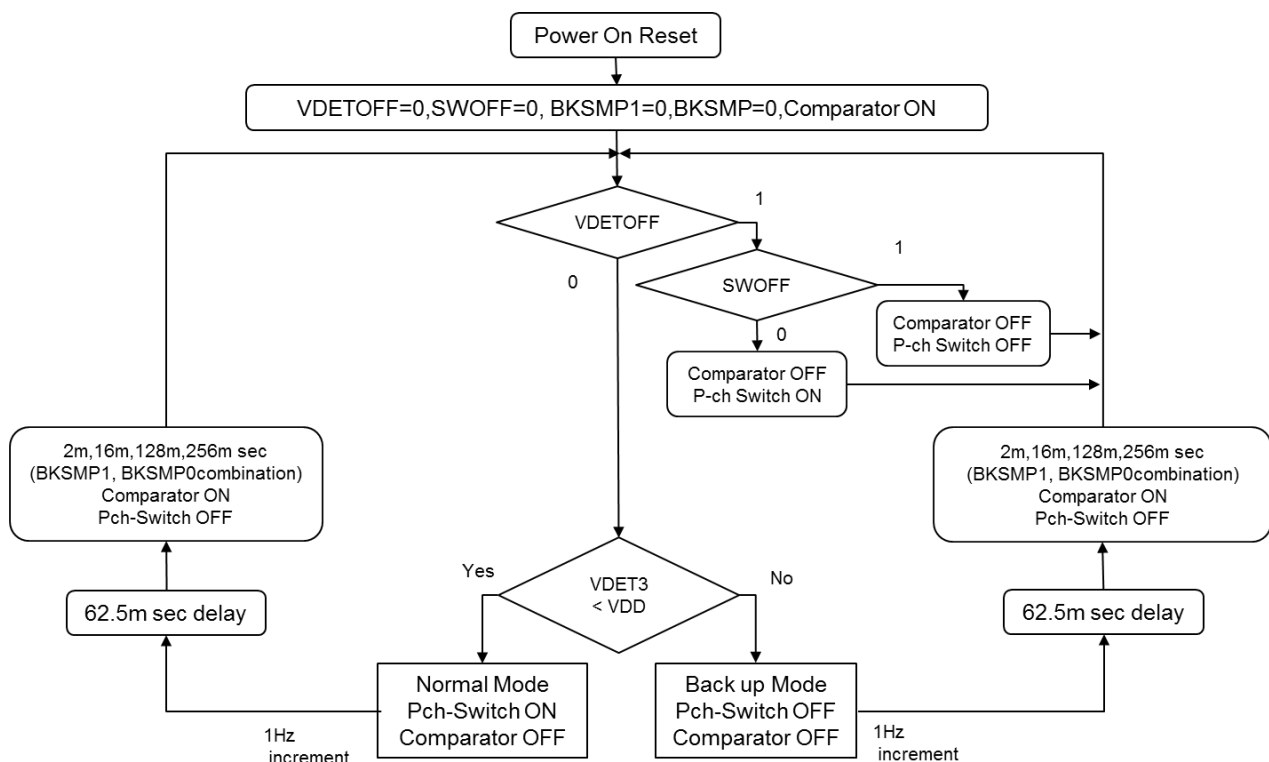 Power On Reset
VDETOFF=0,SWOFF=0, BKSMP1=0,BKSMP=0,Comparator ON
VDETOFF
1
0
SWOFF
1
0
Comparator OFF
P-ch Switch OFF
Comparator OFF
P-ch Switch ON
2m,16m,128m,256m sec
(BKSMP1, BKSMP0combination)
Comparator ON
Pch-Switch OFF
2m,16m,128m,256m sec
(BKSMP1, BKSMP0combination)
Comparator ON
Pch-Switch OFF
Yes
VDET3
< VDD
No
62.5m sec delay
62.5m sec delay
Normal Mode
Pch-Switch ON
Comparator OFF
Back up Mode
Pch-Switch OFF
Comparator OFF
1Hz
increment
1Hz
increment